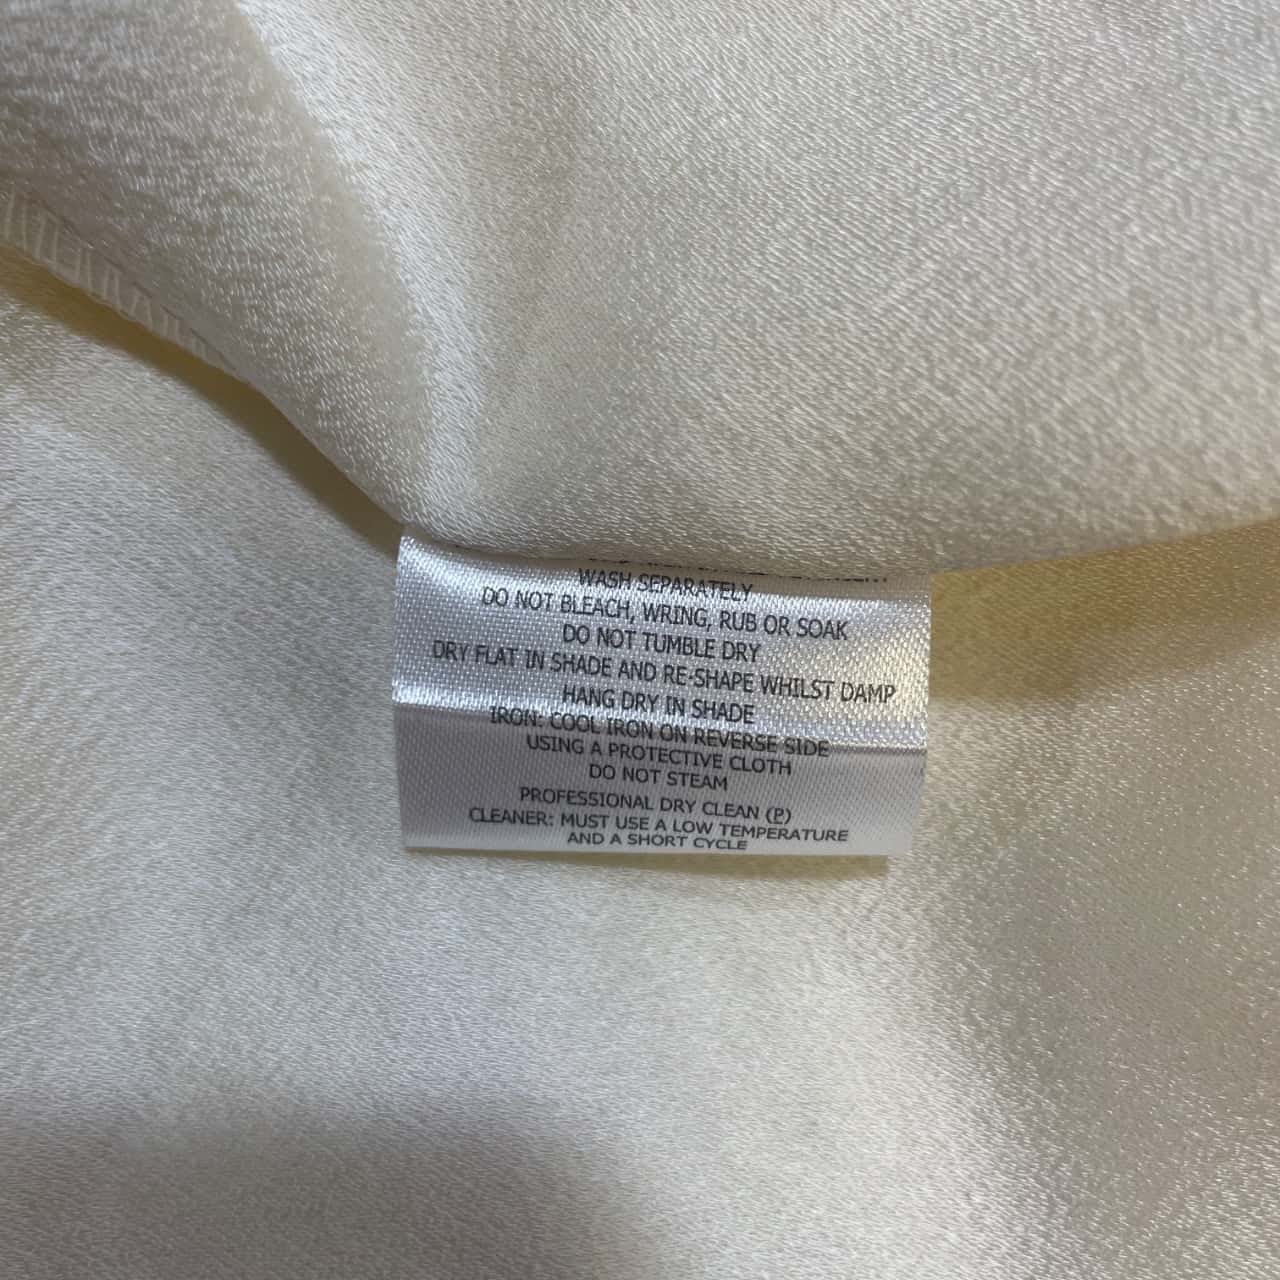 WASH SEPARATELY
DO NOT BLEACH, WRING, RUB OR SOAK
DO NOT TUMBLE DRY
DRY FLAT IN SHADE AND RE-SHAPE WHILST DAMP
HANG DRY IN SHADE
IRON: COOL IRON ON REVERSE SIDE
USING A PROTECTIVE CLOTH
DO NOT STEAM
PROFESSIONAL DRY CLEAN (P)
CLEANER: MUST USE A LOW TEMPERATURE
AND A SHORT CYCLE